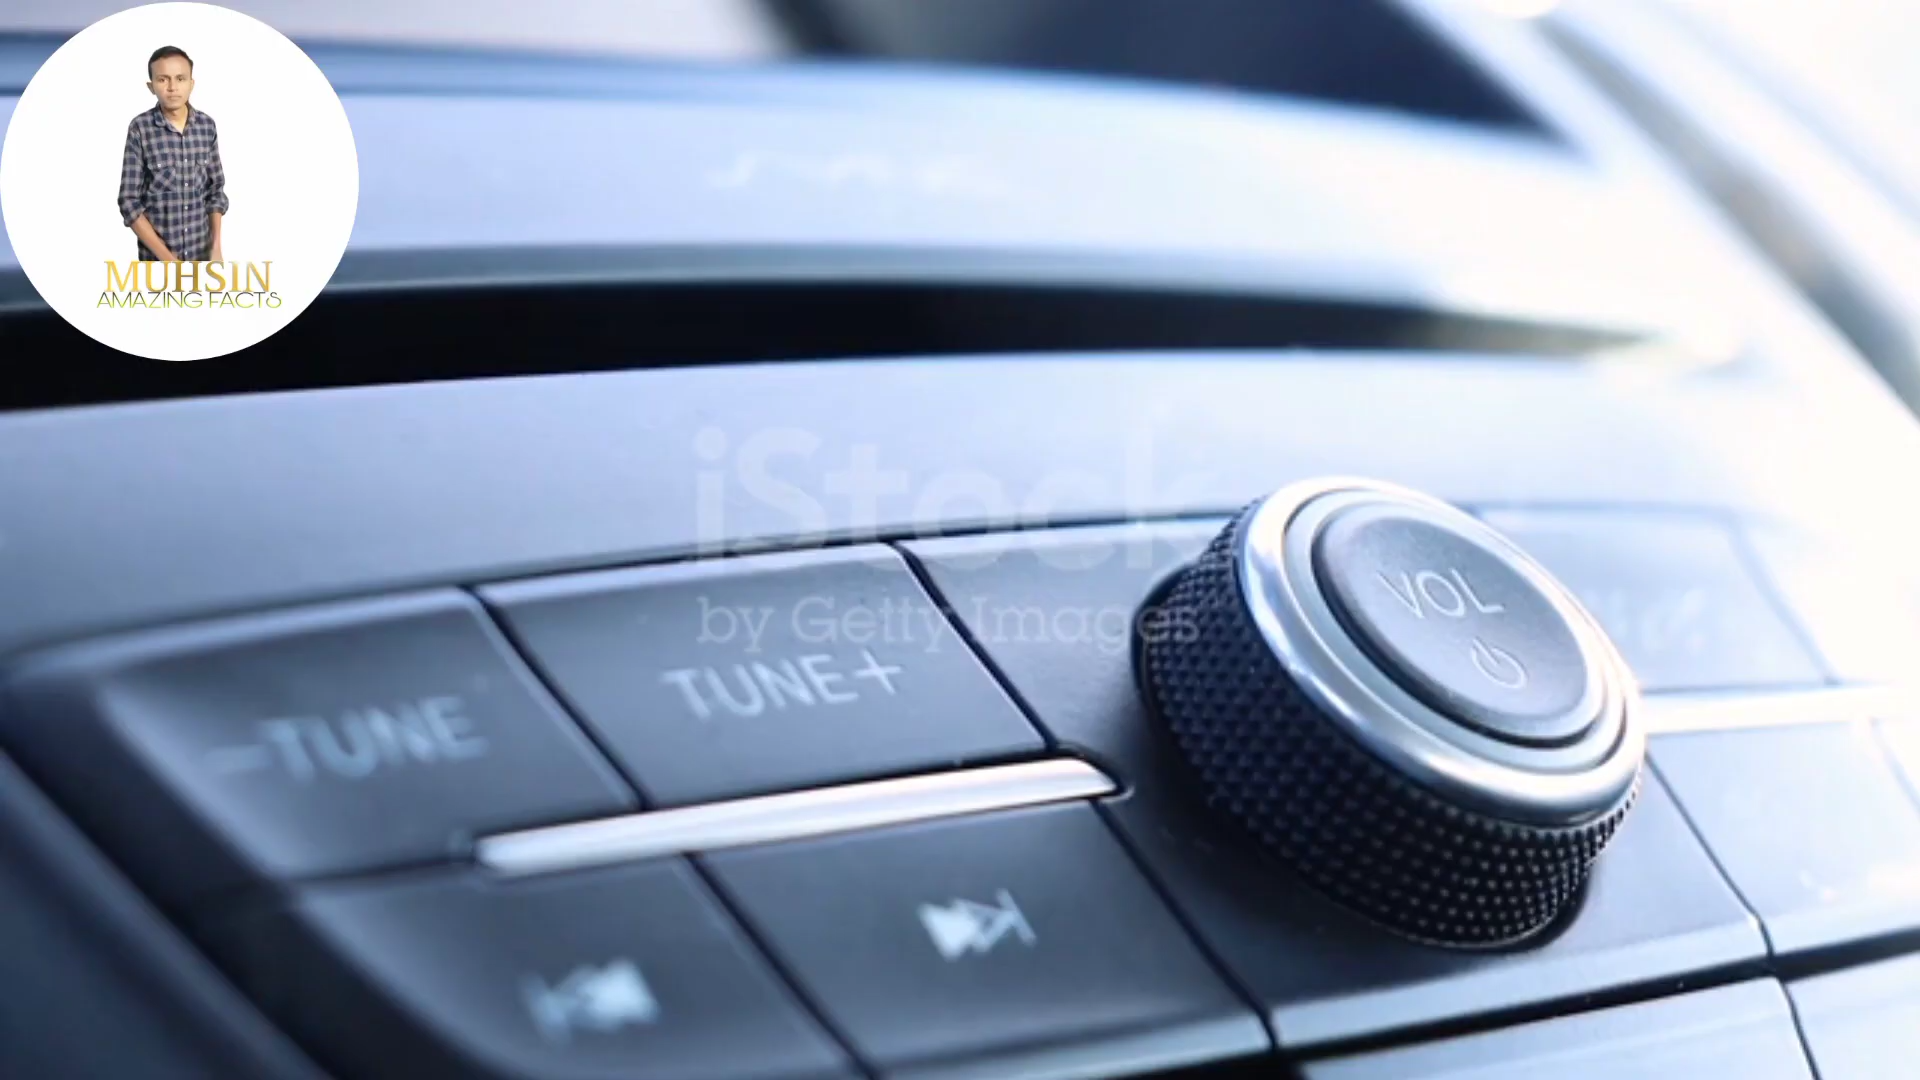 MUHSIN
AMAZING FACTS
iStock
by Getty Images
VOL
TUNE+
−TUNE